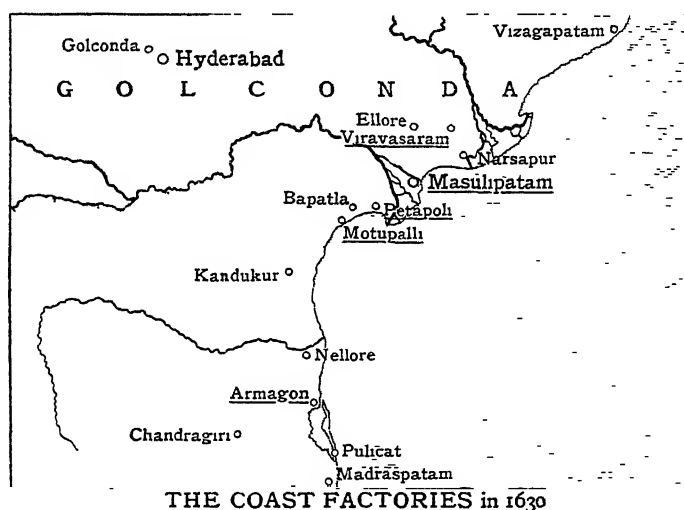 Vizagapatam
Golconda
Hyderabad
GOLCONDA
Ellore
Viravasaram
Narsapur
Masulipatam
Bapatla
Petapoli
Motupalli
Kandukur
Nellore
Armagon
Chandragiri
Pulicat
Madraspatam
THE COAST FACTORIES in 1630